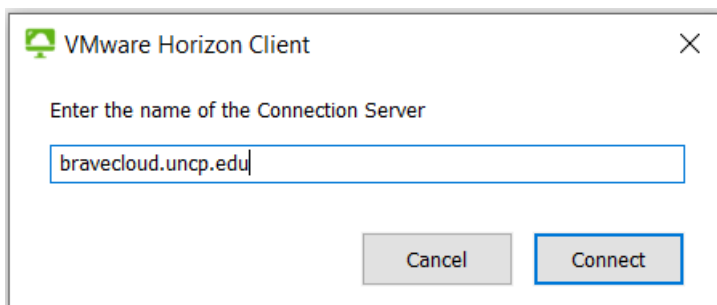 VMware Horizon Client
Enter the name of the Connection Server
bravecloud.uncp.edu
Cancel Connect